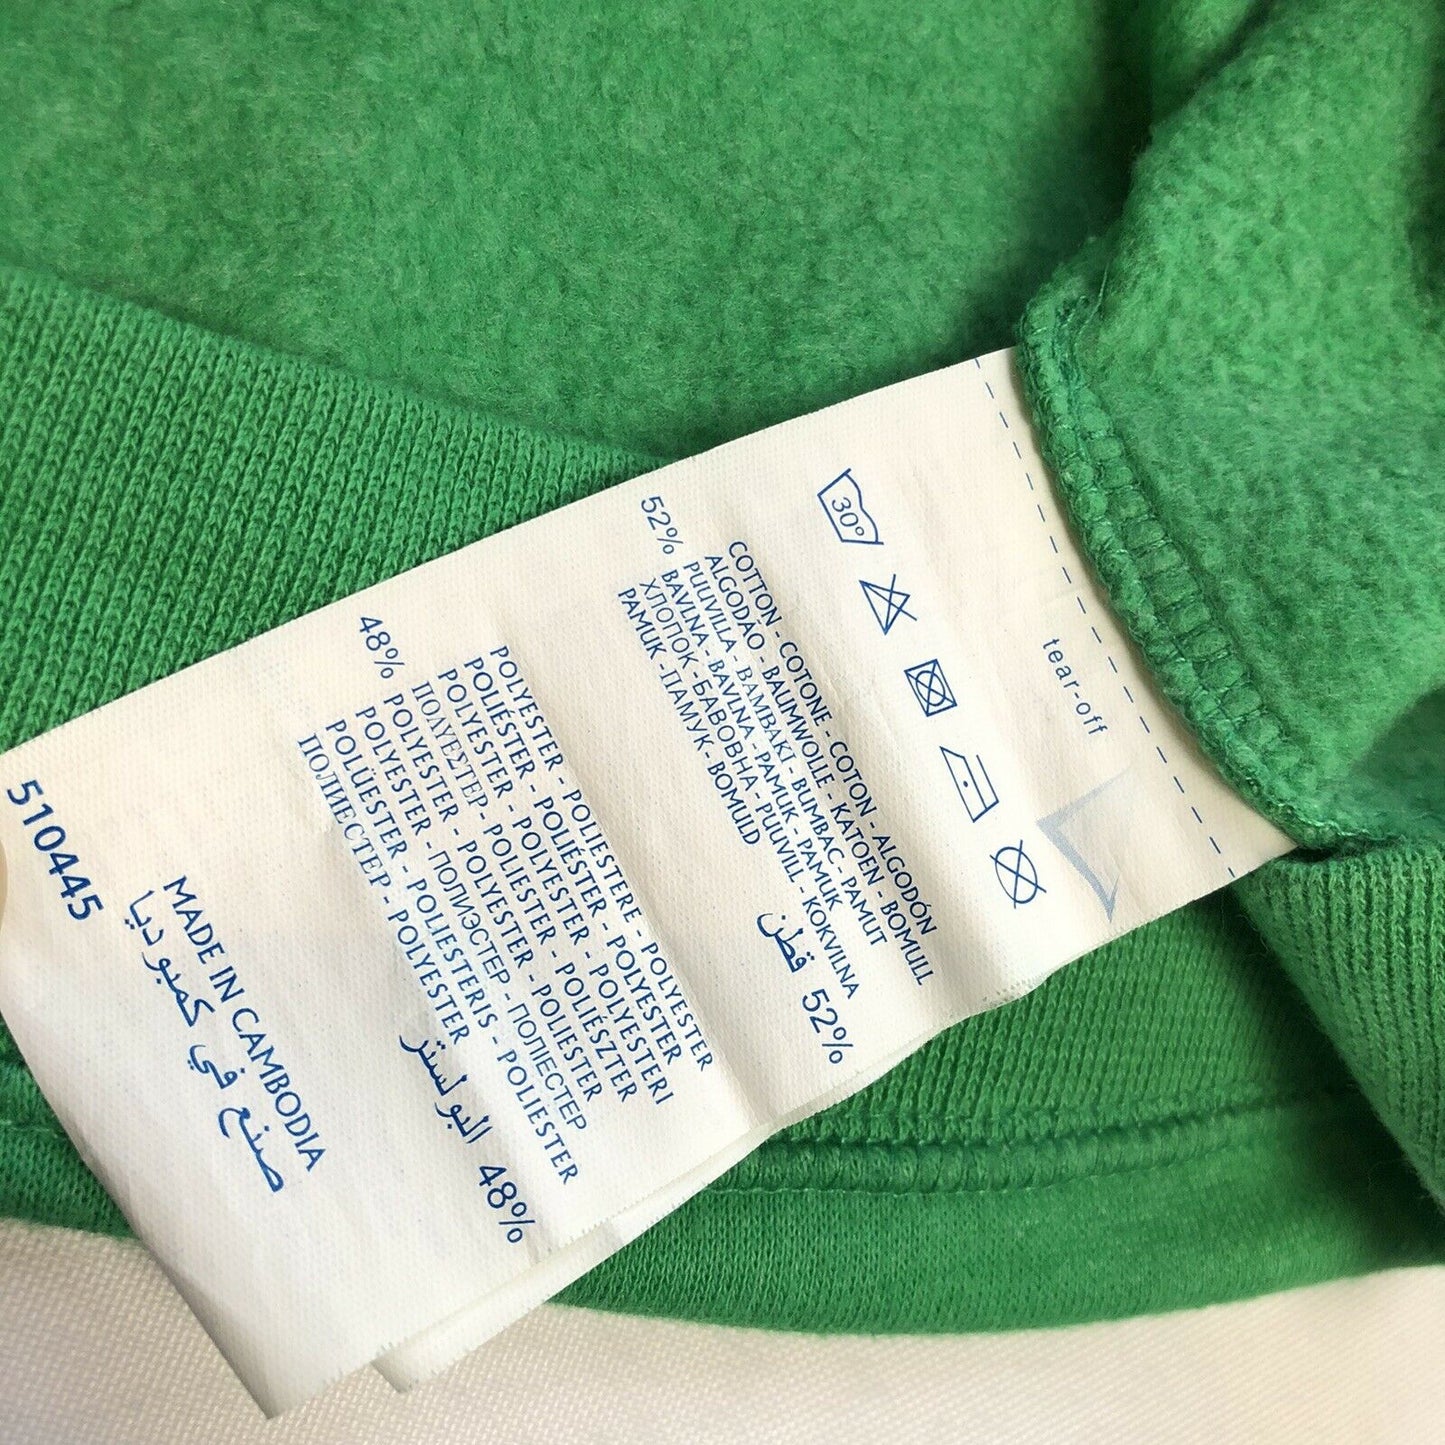 30°
tear-off
52%
COTTON - COTONE - COTON - ALGODÓN
ALGODÃO - BAUMWOLLE - KATOEN - BOMULL
PUUVILLA - BAMBAKI - BUMBAC - PAMUT
BAVLNA - BAVLNA - PAMUK - PAMUK
ХЛОПОК - БАВОВНА - PUUVILL - KOKVILNA
PAMUK - ПАМУК - BOMULD
قطن 52%
48%
POLYESTER - POLIESTERE - POLYESTER
POLIÉSTER - POLIÉSTER - POLYESTER
POLYESTER - POLYESTER - POLYESTERI
ΠΟΛΥΕΣΤΕΡ - POLIESTER - POLIÉSZTER
POLYESTER - POLYESTER - POLIESTER
POLYESTER - ПОЛИЭСТЕР - ПОЛІЕСТЕР
POLÜESTER - POLIESTERIS - POLIESTER
ПОЛИЕСТЕР - POLYESTER
البولستر 48%
MADE IN CAMBODIA
صنع في كمبوديا
510445